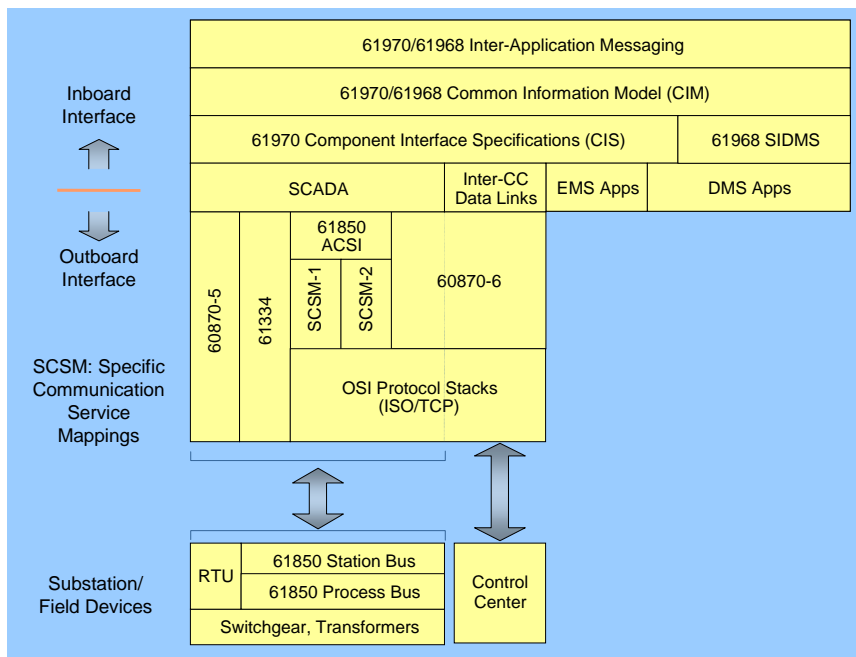 61970/61968 Inter-Application Messaging
61970/61968 Common Information Model (CIM)
Inboard
Interface
61970 Component Interface Specifications (CIS)
61968 SIDMS
SCADA
Inter-CC
Data Links
EMS Apps
DMS Apps
Outboard
Interface
60870-5
61334
61850
ACSI
SCSM-1
SCSM-2
60870-6
SCSM: Specific
Communication
Service
Mappings
OSI Protocol Stacks
(ISO/TCP)
Substation/
Field Devices
RTU
61850 Station Bus
61850 Process Bus
Switchgear, Transformers
Control
Center